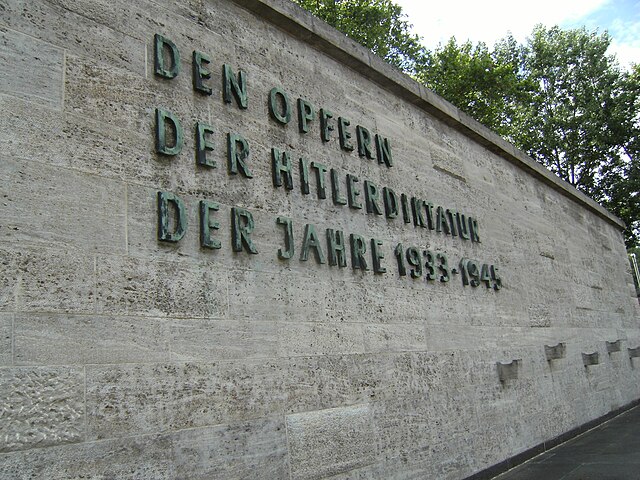 DEN OPFERN
DER HITLERDIKTATUR
DER JAHRE 1933-1945